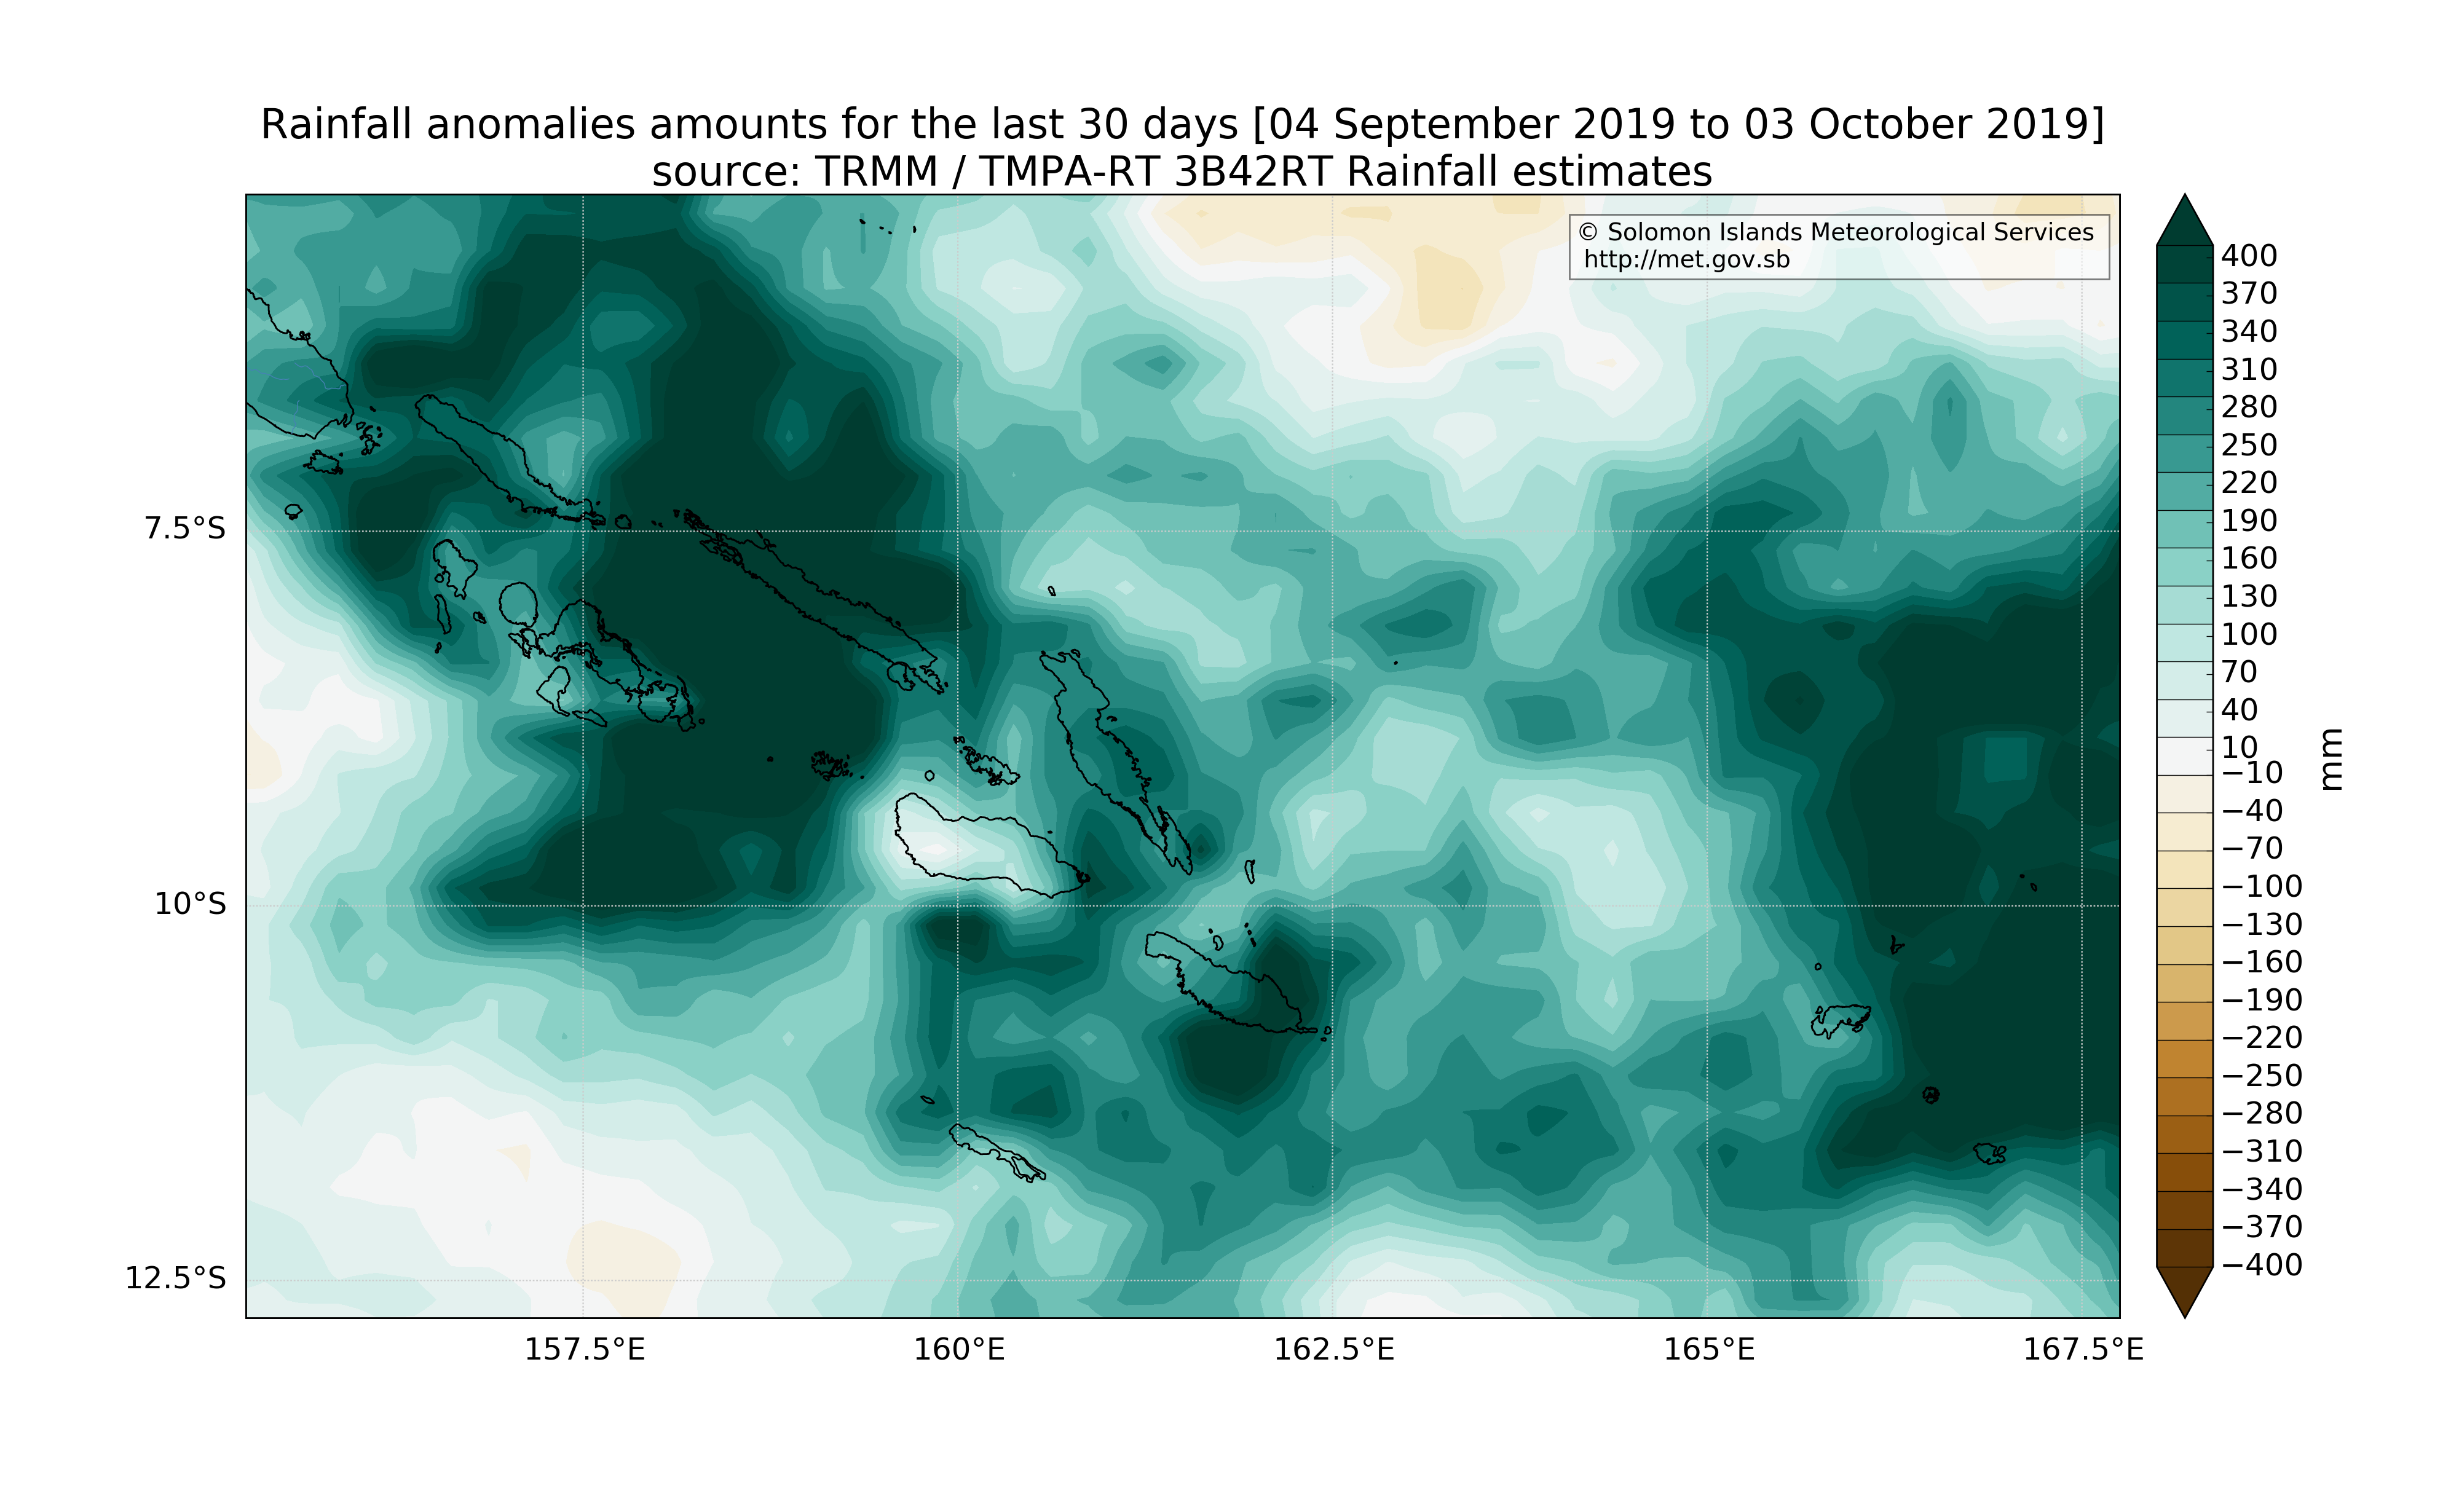 Rainfall anomalies amounts for the last 30 days [04 September 2019 to 03 October 2019]
source: TRMM / TMPA-RT 3B42RT Rainfall estimates
© Solomon Islands Meteorological Services
http://met.gov.sb
7.5°S
10°S
12.5°S
157.5°E
160°E
162.5°E
165°E
167.5°E
400
370
340
310
280
250
220
190
160
130
100
70
40
10
−10
−40
−70
−100
−130
−160
−190
−220
−250
−280
−310
−340
−370
−400
mm